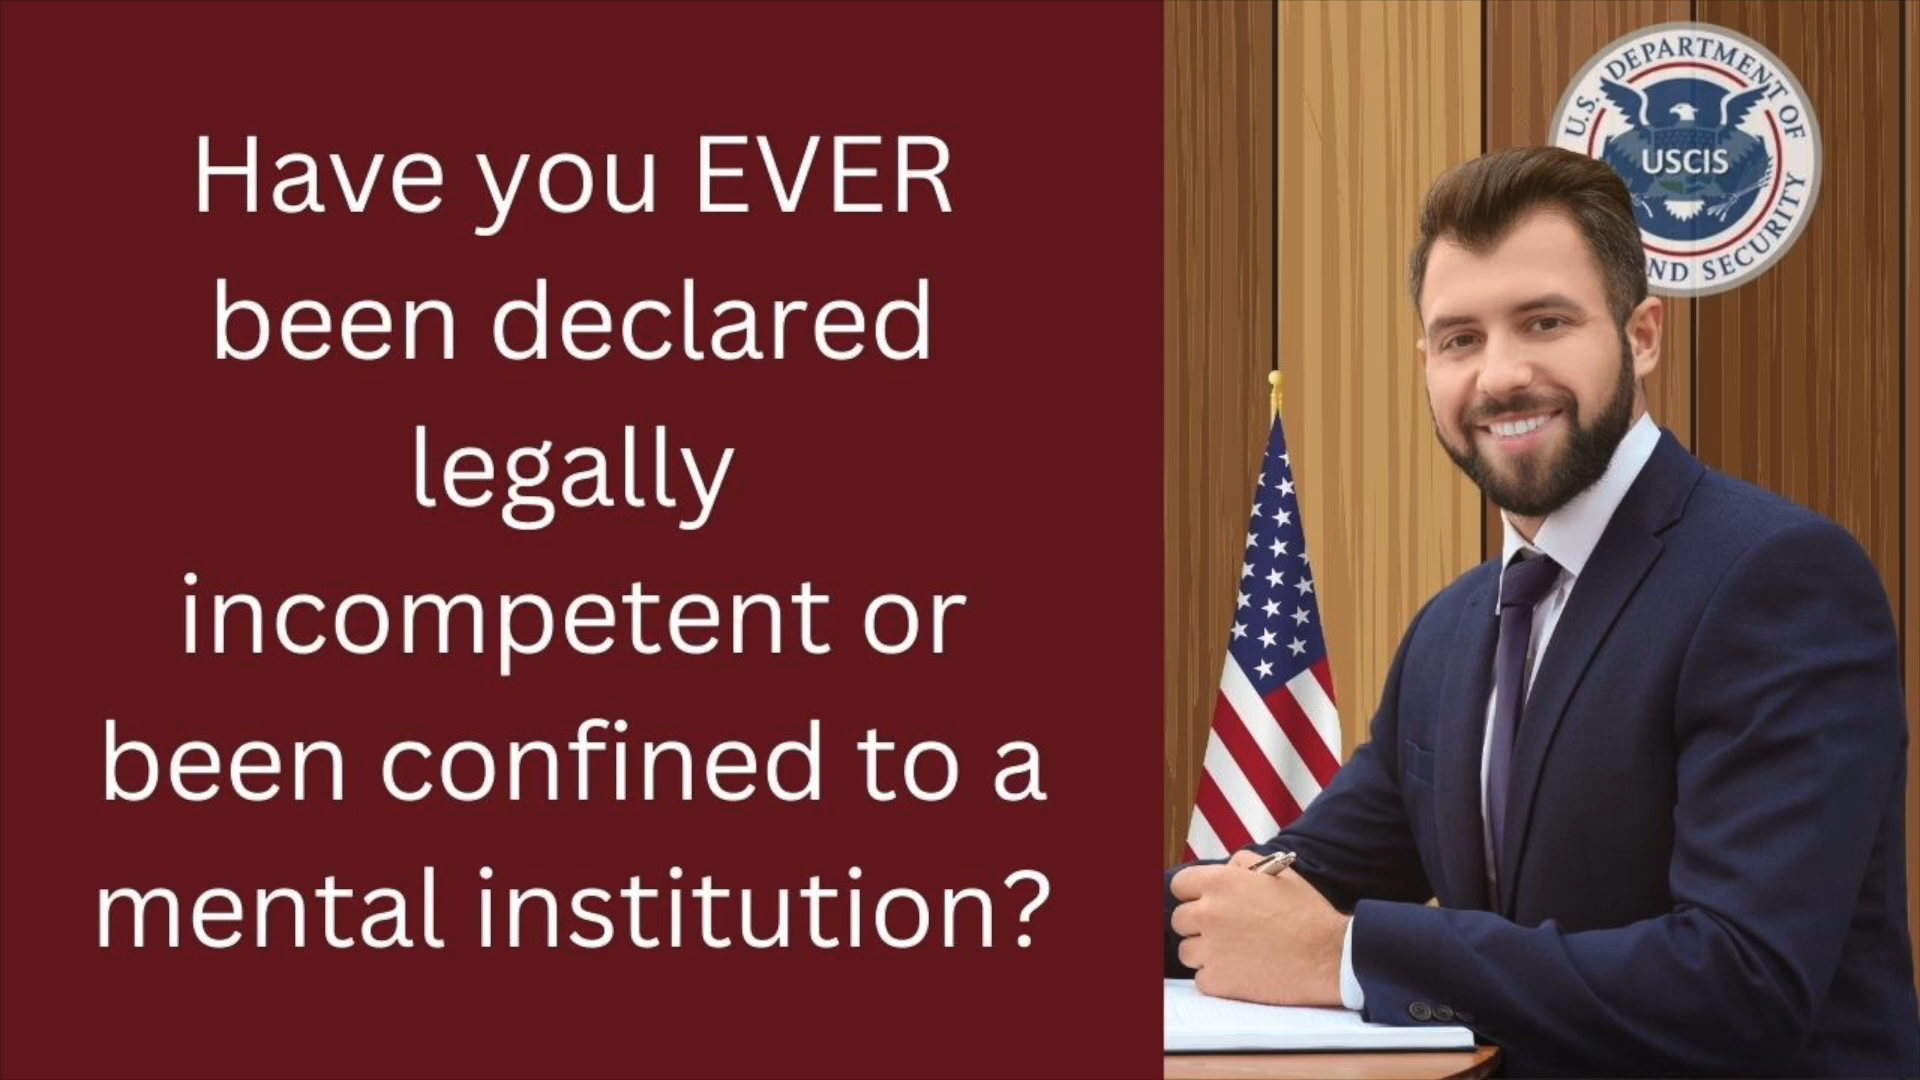 Have you EVER
been declared
legally
incompetent or
been confined to a
mental institution?
U.S. DEPARTMENT OF
ND SECURITY
USCIS